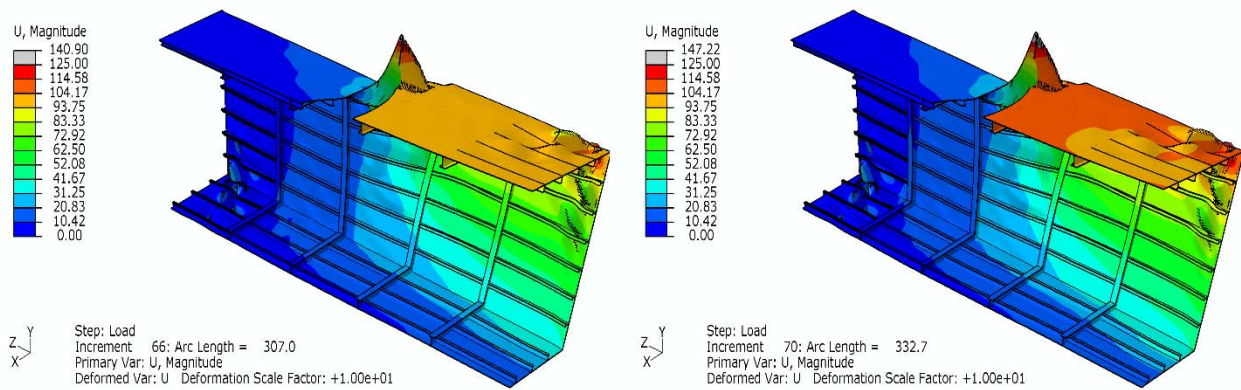 U, Magnitude
140.90
125.00
114.58
104.17
93.75
83.33
72.92
62.50
52.08
41.67
31.25
20.83
10.42
0.00
Y
Z
X
Step: Load
Increment 66: Arc Length = 307.0
Primary Var: U, Magnitude
Deformed Var: U Deformation Scale Factor: +1.00e+01
U, Magnitude
147.22
125.00
114.58
104.17
93.75
83.33
72.92
62.50
52.08
41.67
31.25
20.83
10.42
0.00
Y
Z
X
Step: Load
Increment 70: Arc Length = 332.7
Primary Var: U, Magnitude
Deformed Var: U Deformation Scale Factor: +1.00e+01